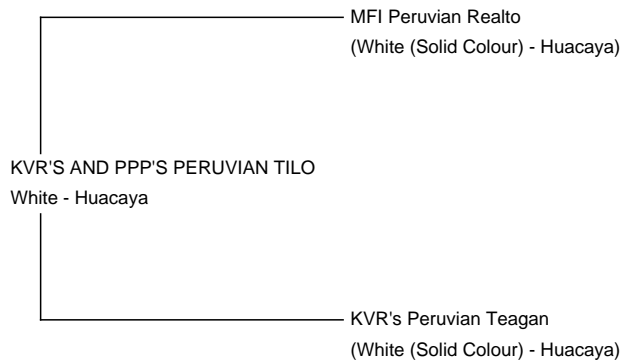 MFI Peruvian Realto
(White (Solid Colour) - Huacaya)
KVR'S AND PPP'S PERUVIAN TILO
White - Huacaya
KVR's Peruvian Teagan
(White (Solid Colour) - Huacaya)